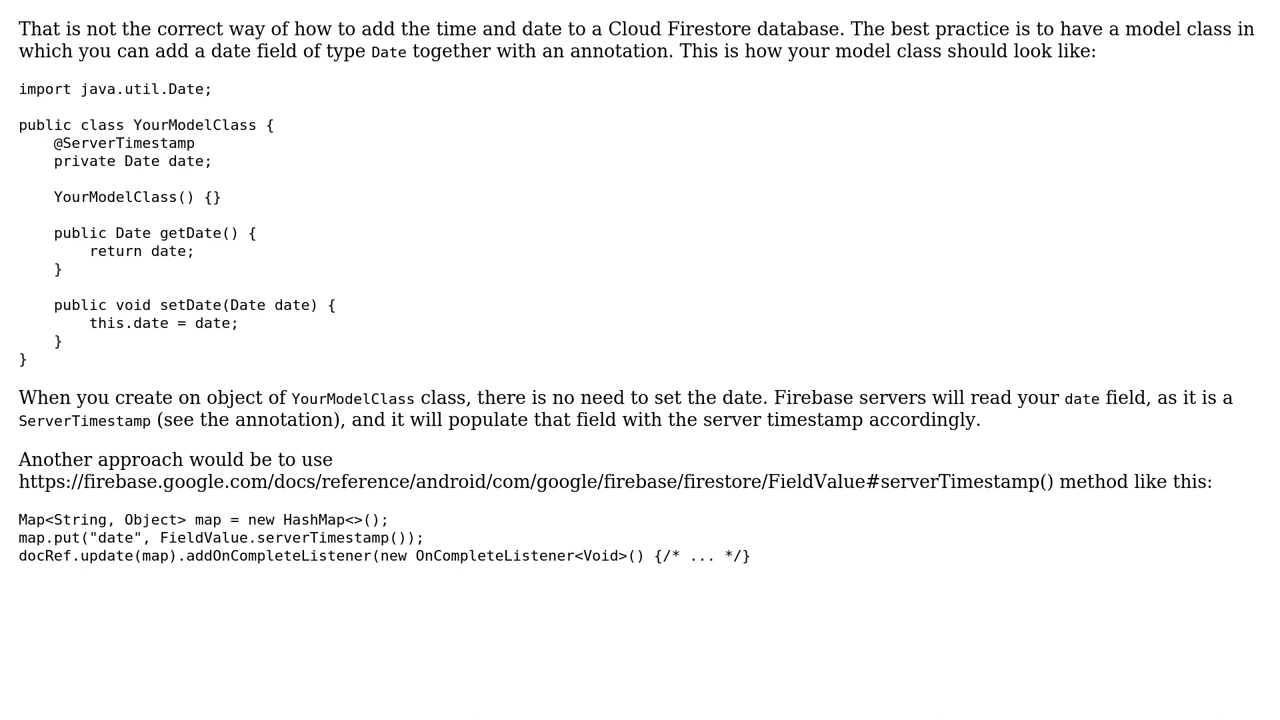 That is not the correct way of how to add the time and date to a Cloud Firestore database. The best practice is to have a model class in
which you can add a date field of type Date together with an annotation. This is how your model class should look like:
import java.util.Date;
public class YourModelClass {
    @ServerTimestamp
    private Date date;
    YourModelClass() {}
    public Date getDate() {
        return date;
    }
    public void setDate(Date date) {
        this.date = date;
    }
}
When you create on object of YourModelClass class, there is no need to set the date. Firebase servers will read your date field, as it is a
ServerTimestamp (see the annotation), and it will populate that field with the server timestamp accordingly.
Another approach would be to use
https://firebase.google.com/docs/reference/android/com/google/firebase/firestore/FieldValue#serverTimestamp() method like this:
Map<String, Object> map = new HashMap<>();
map.put("date", FieldValue.serverTimestamp());
docRef.update(map).addOnCompleteListener(new OnCompleteListener<Void>() {/* ... */}